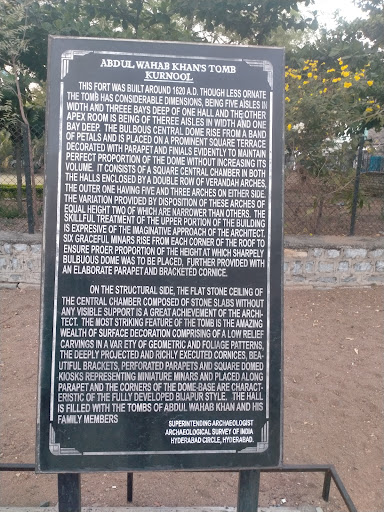 ABDUL WAHAB KHAN'S TOMB
KURNOOL
THIS FORT WAS BUILT AROUND 1620 A.D. THOUGH LESS ORNATE
THE TOMB HAS CONSIDERABLE DIMENSIONS, BEING FIVE AISLES IN
WIDTH AND THREEE BAYS DEEP OF ONE HALL AND THE OTHER
APEX ROOM IS BEING OF THEREE AISLES IN WIDTH AND ONE
BAY DEEP. THE BULBOUS CENTRAL DOME RISE FROM A BAND
OF PETALS AND IS PLACED ON A PROMINENT SQUARE TERRACE
DECORATED WITH PARAPET AND FINIALS EVIDENTLY TO MAINTAIN
PERFECT PROPORTION OF THE DOME WITHOUT INCREASING ITS
VOLUME. IT CONSISTS OF A SQUARE CENTRAL CHAMBER IN BOTH
THE HALLS ENCLOSED BY A DOUBLE ROW OF VERANDAH ARCHES,
THE OUTER ONE HAVING FIVE AND THREE ARCHES ON EITHER SIDE.
THE VARIATION PROVIDED BY DISPOSITION OF THESE ARCHES OF
EQUAL HEIGHT TWO OF WHICH ARE NARROWER THAN OTHERS. THE
SKILLFUL TREATMENT OF THE UPPER PORTION OF THE BUILDING
IS EXPRESIVE OF THE IMAGINATIVE APPROACH OF THE ARCHITECT.
SIX GRACEFUL MINARS RISE FROM EACH CORNER OF THE ROOF TO
ENSURE PROER PROPORTION OF THE HEIGHT AT WHICH SHARPELY
BULBUOUS DOME WAS TO BE PLACED. FURTHER PROVIDED WITH
AN ELABORATE PARAPET AND BRACKETED CORNICE.
ON THE STRUCTURAL SIDE, THE FLAT STONE CEILING OF
THE CENTRAL CHAMBER COMPOSED OF STONE SLABS WITHOUT
ANY VISIBLE SUPPORT IS A GREAT ACHIEVEMENT OF THE ARCHI-
TECT. THE MOST STRIKING FEATURE OF THE TOMB IS THE AMAZING
WEALTH OF SURFACE DECORATION COMPRISING OF A LOW RELIEF
CARVINGS IN A VAR ETY OF GEOMETRIC AND FOLIAGE PATTERNS,
THE DEEPLY PROJECTED AND RICHLY EXECUTED CORNICES, BEA-
UTIFUL BRACKETS, PERFORATED PARAPETS AND SQUARE DOMED
KIOSKS REPRESENTING MINIATURE MINARS AND PLACED ALONG
PARAPET AND THE CORNERS OF THE DOME-BASE ARE CHARACT-
ERISTIC OF THE FULLY DEVELOPED BIJAPUR STYLE. THE HALL
IS FILLED WITH THE TOMBS OF ABDUL WAHAB KHAN AND HIS
FAMILY MEMBERS
SUPERINTENDING ARCHAEOLOGIST
ARCHAEOLOGICAL SURVEY OF INDIA
HYDERABAD CIRCLE, HYDERABAD.